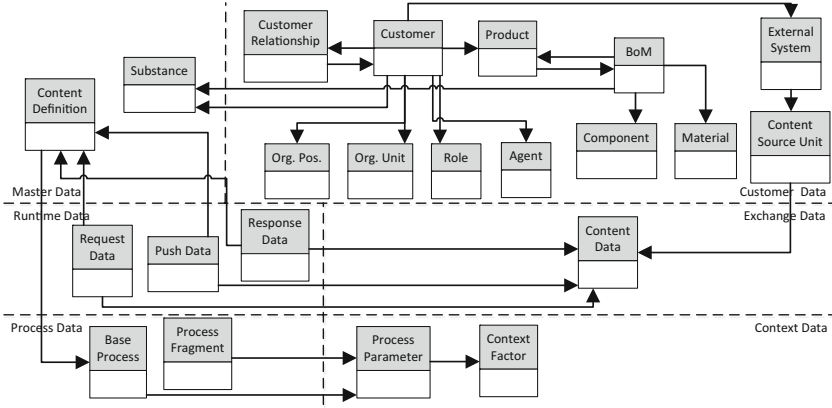 Customer
Relationship
Customer
Product
BoM
External
System
Substance
Content
Definition
Org. Pos.
Org. Unit
Role
Agent
Component
Material
Content
Source Unit
Master Data
Customer Data
Runtime Data
Exchange Data
Request
Data
Push Data
Response
Data
Content
Data
Process Data
Context Data
Base
Process
Process
Fragment
Process
Parameter
Context
Factor